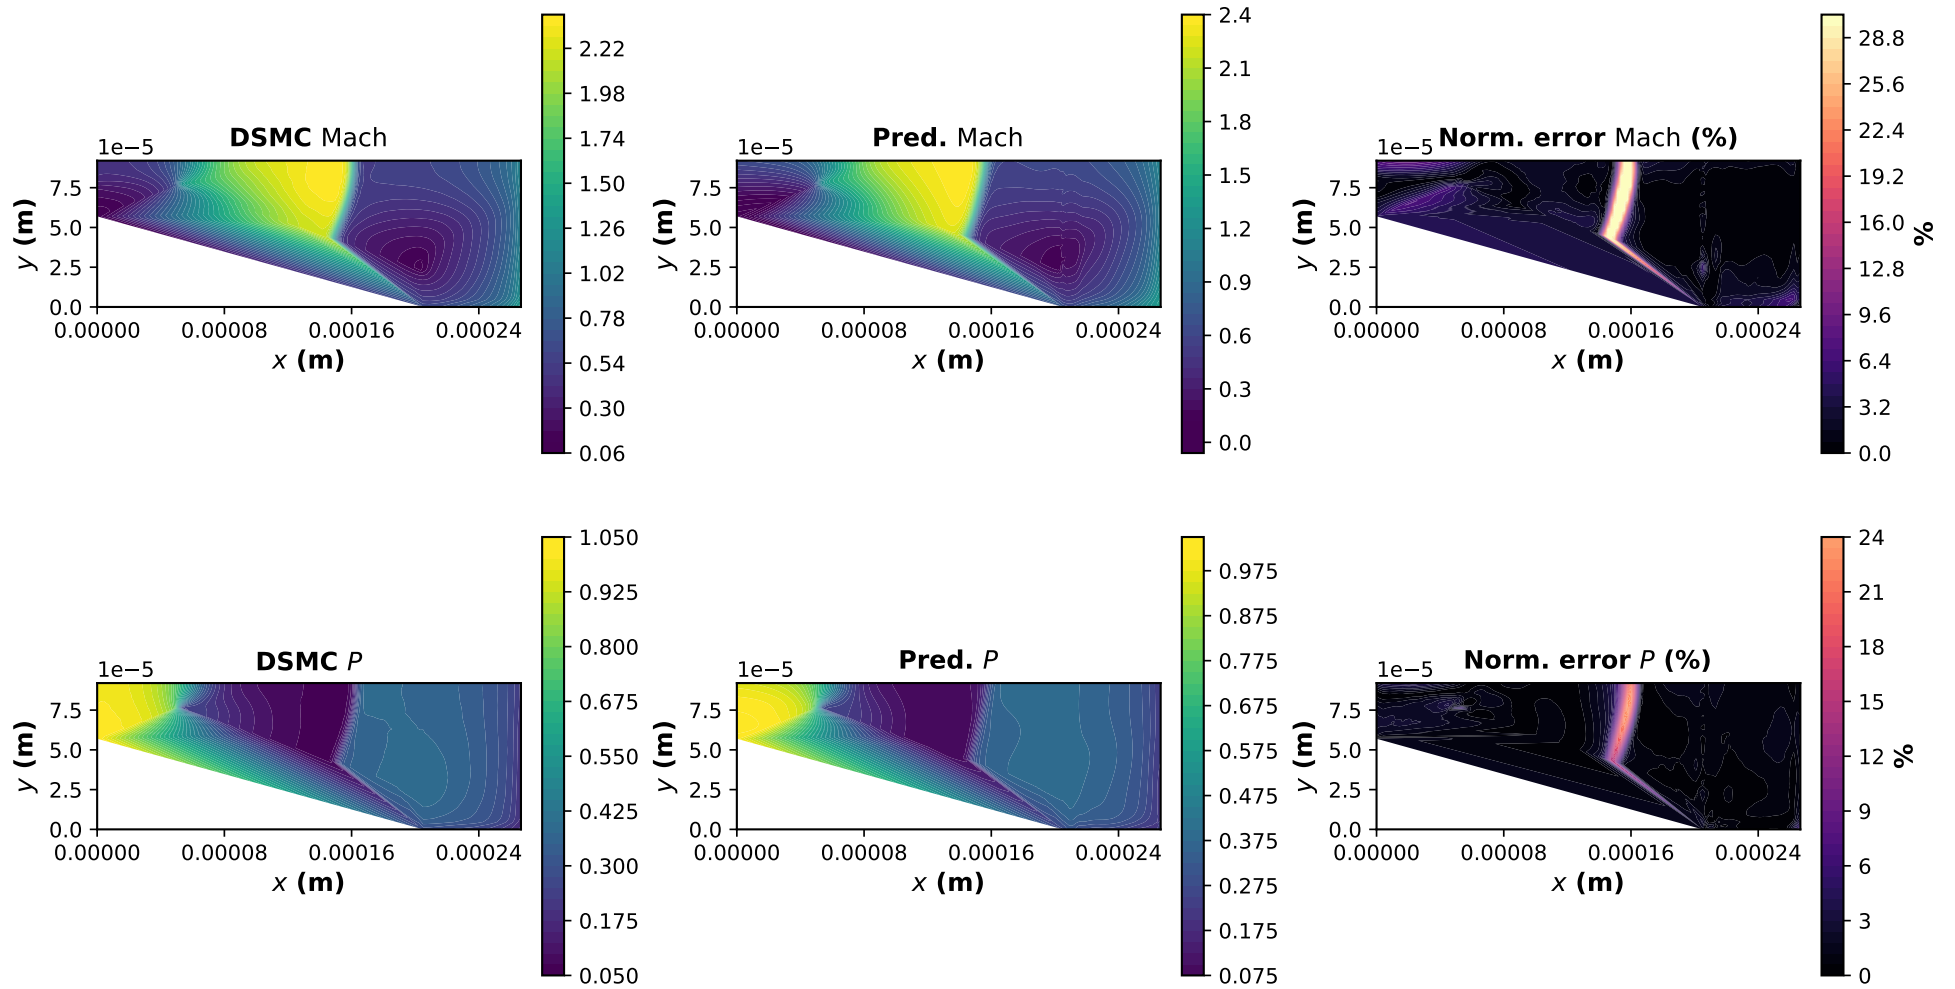 DSMC Mach
1e−5
7.5
5.0
2.5
0.0
y (m)
0.00000 0.00008 0.00016 0.00024
x (m)
2.22
1.98
1.74
1.50
1.26
1.02
0.78
0.54
0.30
0.06
Pred. Mach
1e−5
7.5
5.0
2.5
0.0
y (m)
0.00000 0.00008 0.00016 0.00024
x (m)
2.4
2.1
1.8
1.5
1.2
0.9
0.6
0.3
0.0
Norm. error Mach (%)
1e−5
7.5
5.0
2.5
0.0
y (m)
0.00000 0.00008 0.00016 0.00024
x (m)
28.8
25.6
22.4
19.2
16.0
12.8
9.6
6.4
3.2
0.0
%
DSMC P
1e−5
7.5
5.0
2.5
0.0
y (m)
0.00000 0.00008 0.00016 0.00024
x (m)
1.050
0.925
0.800
0.675
0.550
0.425
0.300
0.175
0.050
Pred. P
1e−5
7.5
5.0
2.5
0.0
y (m)
0.00000 0.00008 0.00016 0.00024
x (m)
0.975
0.875
0.775
0.675
0.575
0.475
0.375
0.275
0.175
0.075
Norm. error P (%)
1e−5
7.5
5.0
2.5
0.0
y (m)
0.00000 0.00008 0.00016 0.00024
x (m)
24
21
18
15
12
9
6
3
0
%